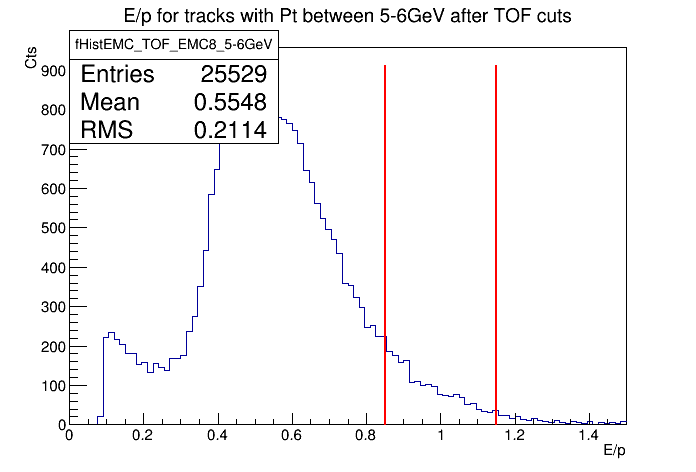 E/p for tracks with Pt between 5-6GeV after TOF cuts
fHistEMC_TOF_EMC8_5-6GeV
Entries 25529
Mean 0.5548
RMS 0.2114
Cts
900
800
700
600
500
400
300
200
100
0
0 0.2 0.4 0.6 0.8 1 1.2 1.4
E/p